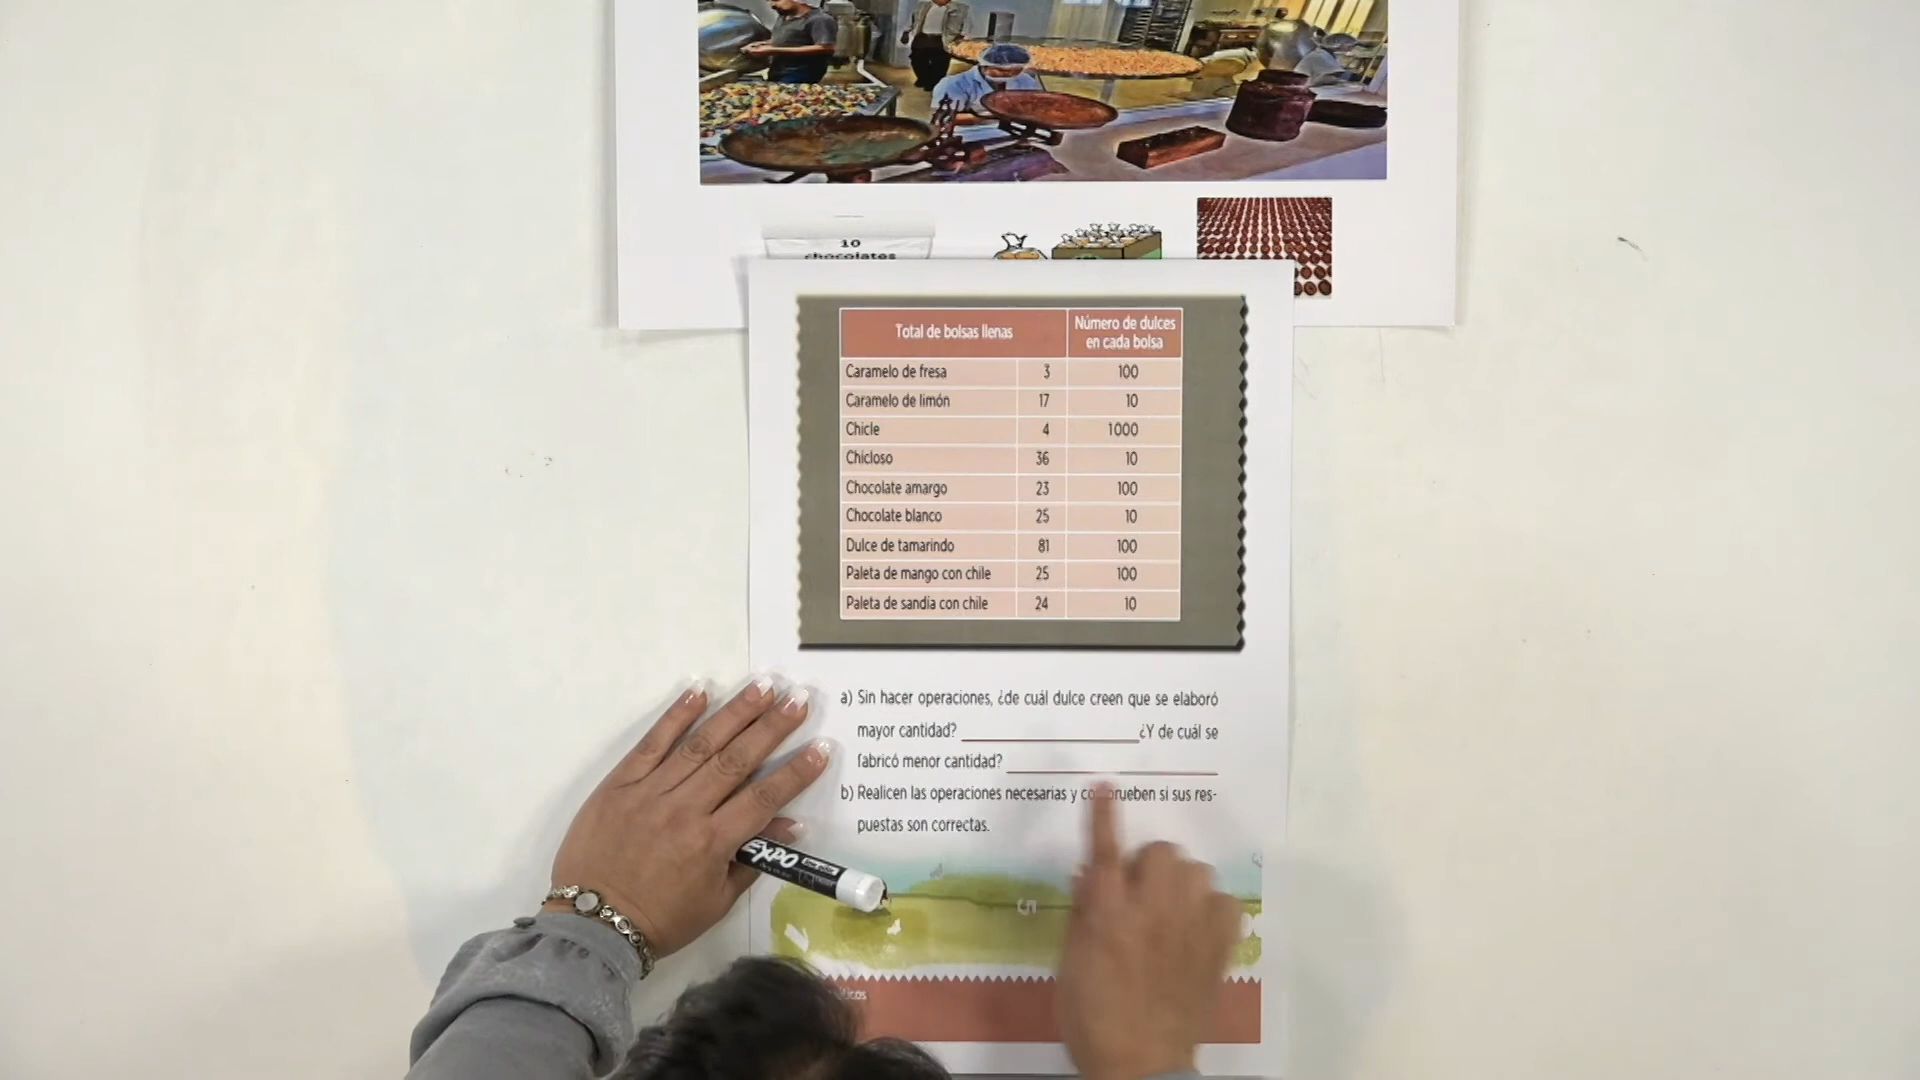 10
chocolates
Total de bolsas llenas
Número de dulces
en cada bolsa
Caramelo de fresa 3 100
Caramelo de limón 17 10
Chicle 4 1000
Chicloso 36 10
Chocolate amargo 23 100
Chocolate blanco 25 10
Dulce de tamarindo 81 100
Paleta de mango con chile 25 100
Paleta de sandía con chile 24 10
a) Sin hacer operaciones, ¿de cuál dulce creen que se elaboró
mayor cantidad? ¿Y de cuál se
fabricó menor cantidad?
b) Realicen las operaciones necesarias y comprueben si sus res-
puestas son correctas.
EXPO
5